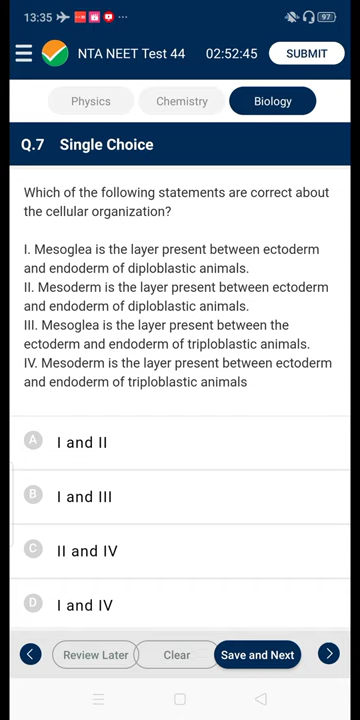 13:35
97
NTA NEET Test 44
02:52:45
SUBMIT
Physics
Chemistry
Biology
Q.7 Single Choice
Which of the following statements are correct about
the cellular organization?
I. Mesoglea is the layer present between ectoderm
and endoderm of diploblastic animals.
II. Mesoderm is the layer present between ectoderm
and endoderm of diploblastic animals.
III. Mesoglea is the layer present between the
ectoderm and endoderm of triploblastic animals.
IV. Mesoderm is the layer present between ectoderm
and endoderm of triploblastic animals
A I and II
B I and III
C II and IV
D I and IV
Review Later
Clear
Save and Next